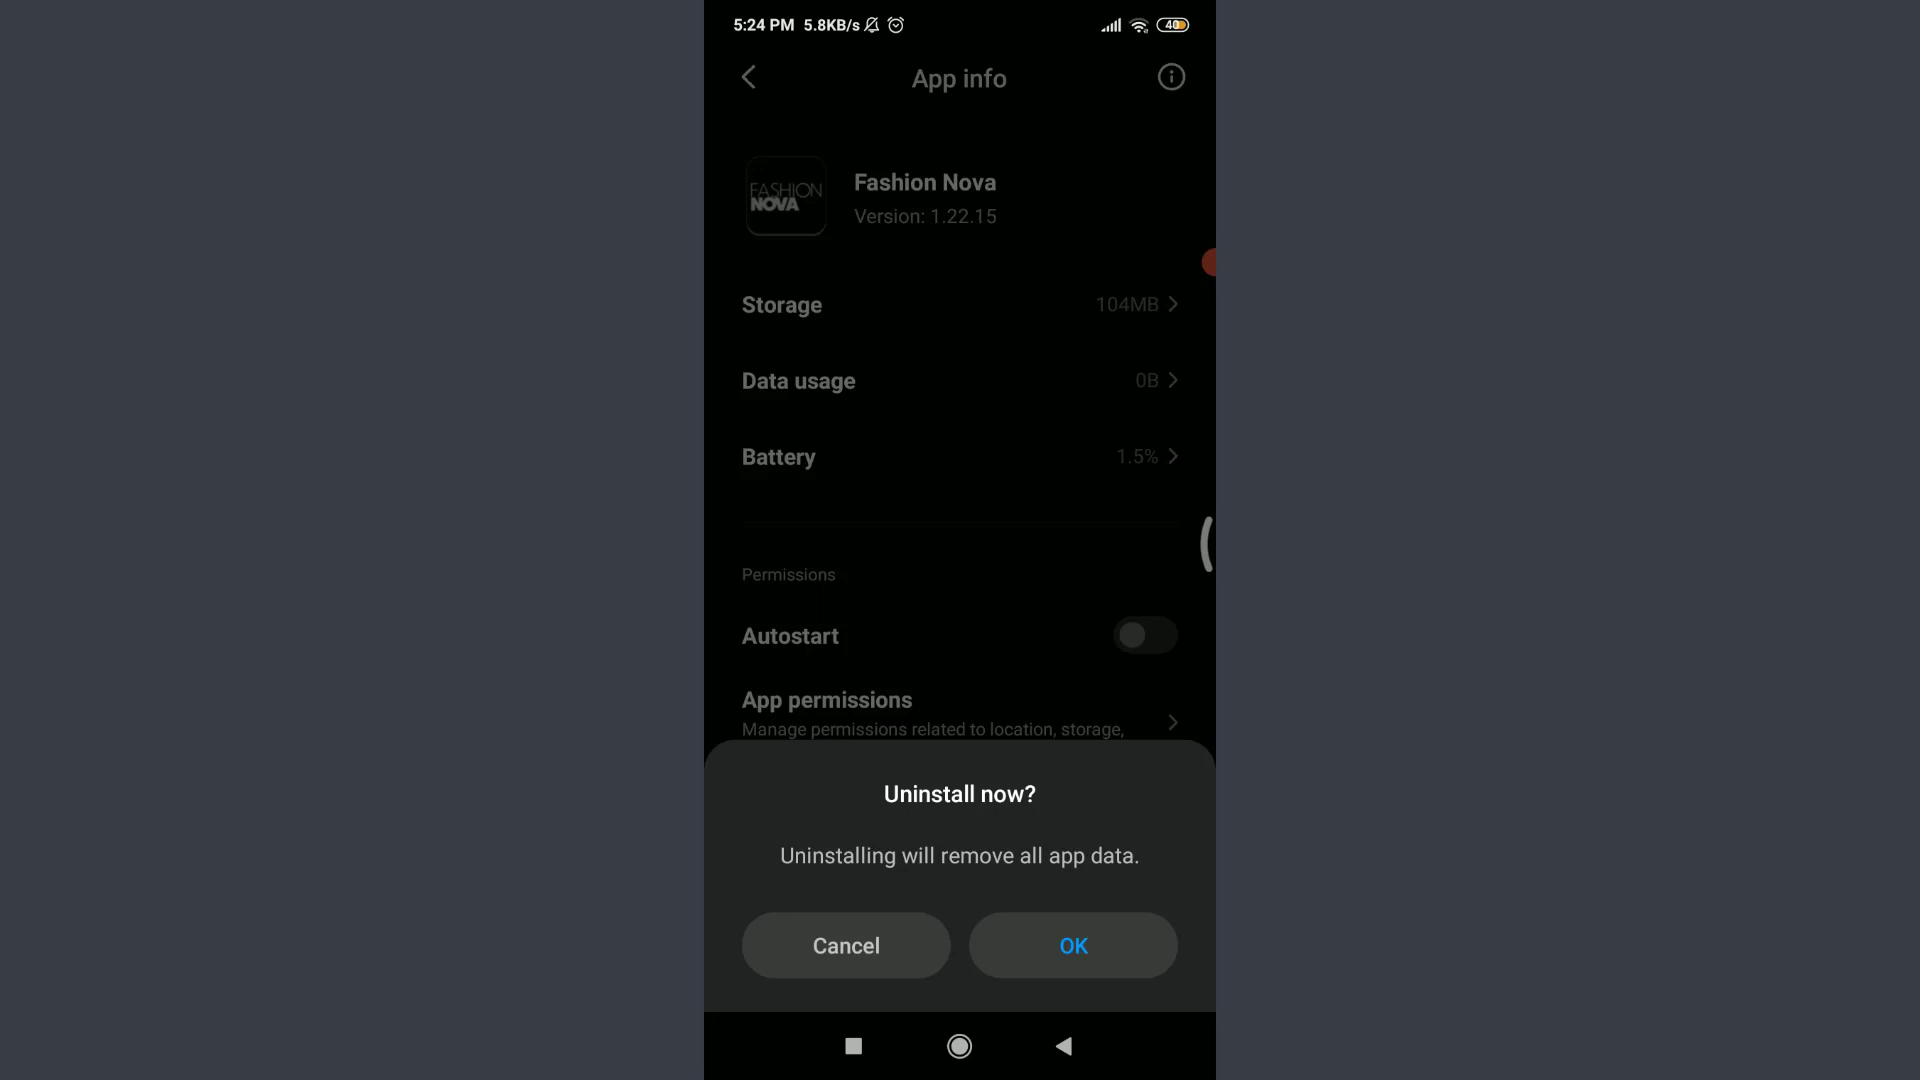 5:24 PM 5.8KB/s
40
App info
FASHION
NOVA
Fashion Nova
Version: 1.22.15
Storage 104MB
Data usage 0B
Battery 1.5%
Permissions
Autostart
App permissions
Manage permissions related to location, storage,
Uninstall now?
Uninstalling will remove all app data.
Cancel OK